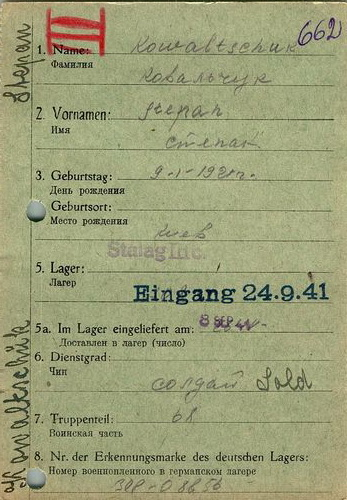 III
662
Stepan
Kowaltschuk
1. Name: Kowaltschuk
Фамилия
Ковальчук
2. Vornamen: Stepan
Имя
Степан
3. Geburtstag: 9-1-1921г.
День рождения
Geburtsort:
Место рождения
Киев
Stalag
5. Lager:
Лагерь
Eingang 24.9.41
5a. Im Lager eingeliefert am: 8
Доставлен в лагерь (число)
6. Dienstgrad:
Чин
солдат Sold
7. Truppenteil: 68
Воинская часть
8. Nr. der Erkennungsmarke des deutschen Lagers:
Номер военнопленного в германском лагере